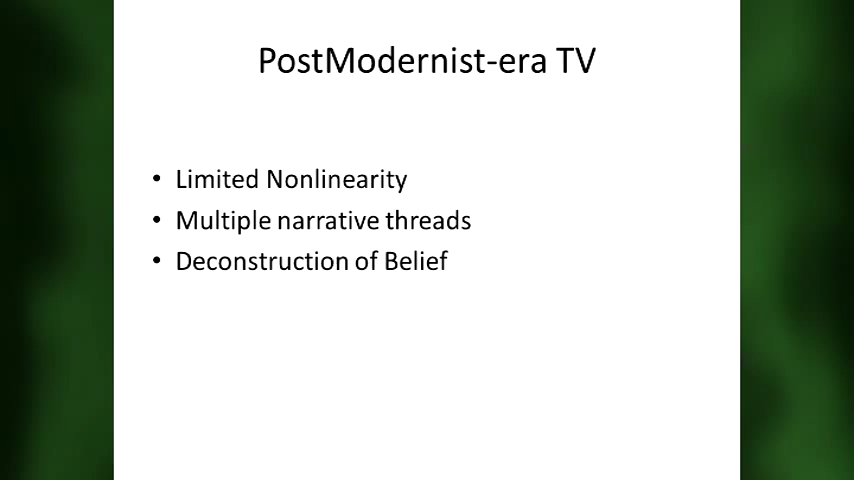 PostModernist-era TV
• Limited Nonlinearity
• Multiple narrative threads
• Deconstruction of Belief